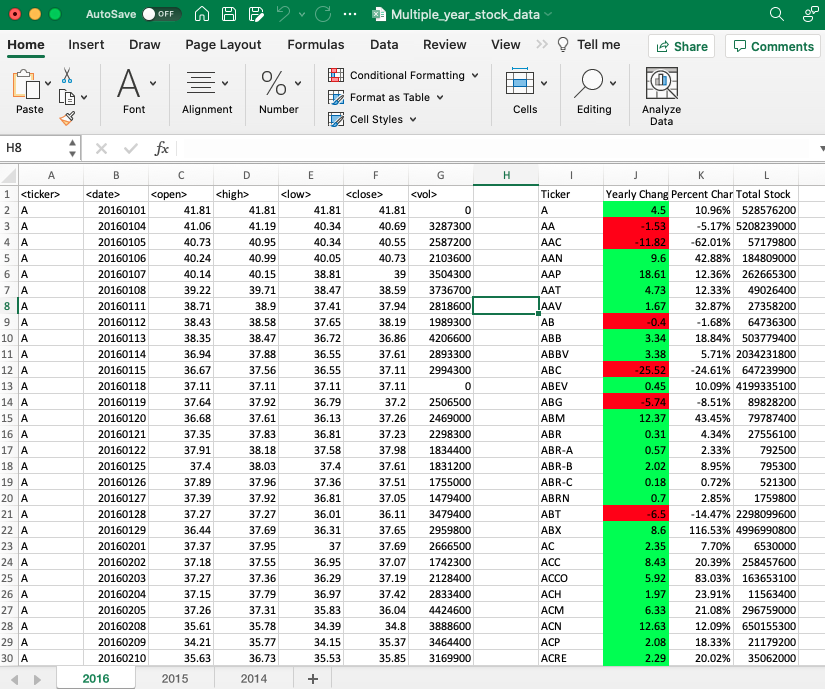 AutoSave OFF Multiple_year_stock_data
Home Insert Draw Page Layout Formulas Data Review View Tell me Share Comments
Paste Font Alignment Number Conditional Formatting Format as Table Cell Styles Cells Editing Analyze Data
H8 fx
A B C D E F G H I J K L
1 <ticker> <date> <open> <high> <low> <close> <vol> Ticker Yearly Chang Percent Char Total Stock
2 A 20160101 41.81 41.81 41.81 41.81 0 A 4.5 10.96% 528576200
3 A 20160104 41.06 41.19 40.34 40.69 3287300 AA -1.53 -5.17% 5208239000
4 A 20160105 40.73 40.95 40.34 40.55 2587200 AAC -11.82 -62.01% 57179800
5 A 20160106 40.24 40.99 40.05 40.73 2103600 AAN 9.6 42.88% 184809000
6 A 20160107 40.14 40.15 38.81 39 3504300 AAP 18.61 12.36% 262665300
7 A 20160108 39.22 39.71 38.47 38.59 3736700 AAT 4.73 12.33% 49026400
8 A 20160111 38.71 38.9 37.41 37.94 2818600 AAV 1.67 32.87% 27358200
9 A 20160112 38.43 38.58 37.65 38.19 1989300 AB -0.4 -1.68% 64736300
10 A 20160113 38.35 38.47 36.72 36.86 4206600 ABB 3.34 18.84% 503779400
11 A 20160114 36.94 37.88 36.55 37.61 2893300 ABBV 3.38 5.71% 2034231800
12 A 20160115 36.67 37.56 36.55 37.11 2994300 ABC -25.52 -24.61% 647239900
13 A 20160118 37.11 37.11 37.11 37.11 0 ABEV 0.45 10.09% 4199335100
14 A 20160119 37.64 37.92 36.79 37.2 2506500 ABG -5.74 -8.51% 89828200
15 A 20160120 36.68 37.61 36.13 37.26 2469000 ABM 12.37 43.45% 79787400
16 A 20160121 37.35 37.83 36.81 37.23 2298300 ABR 0.31 4.34% 27556100
17 A 20160122 37.91 38.18 37.58 37.98 1834400 ABR-A 0.57 2.33% 792500
18 A 20160125 37.4 38.03 37.4 37.61 1831200 ABR-B 2.02 8.95% 795300
19 A 20160126 37.89 37.96 37.36 37.51 1755000 ABR-C 0.18 0.72% 521300
20 A 20160127 37.39 37.92 36.81 37.05 1479400 ABRN 0.7 2.85% 1759800
21 A 20160128 37.27 37.27 36.01 36.11 3479400 ABT -6.5 -14.47% 2298099600
22 A 20160129 36.44 37.69 36.31 37.65 2959800 ABX 8.6 116.53% 4996990800
23 A 20160201 37.37 37.95 37 37.69 2666500 AC 2.35 7.70% 6530000
24 A 20160202 37.18 37.55 36.95 37.07 1742300 ACC 8.43 20.39% 258457600
25 A 20160203 37.27 37.36 36.29 37.19 2128400 ACCO 5.92 83.03% 163653100
26 A 20160204 37.15 37.79 36.97 37.42 2833400 ACH 1.97 23.91% 11563400
27 A 20160205 37.26 37.31 35.83 36.04 4424600 ACM 6.33 21.08% 296759000
28 A 20160208 35.61 35.78 34.39 34.8 3888600 ACN 12.63 12.09% 650155300
29 A 20160209 34.21 35.77 34.15 35.37 3464400 ACP 2.08 18.33% 21179200
30 A 20160210 35.63 36.73 35.53 35.85 3169900 ACRE 2.29 20.02% 35062000
2016 2015 2014 +